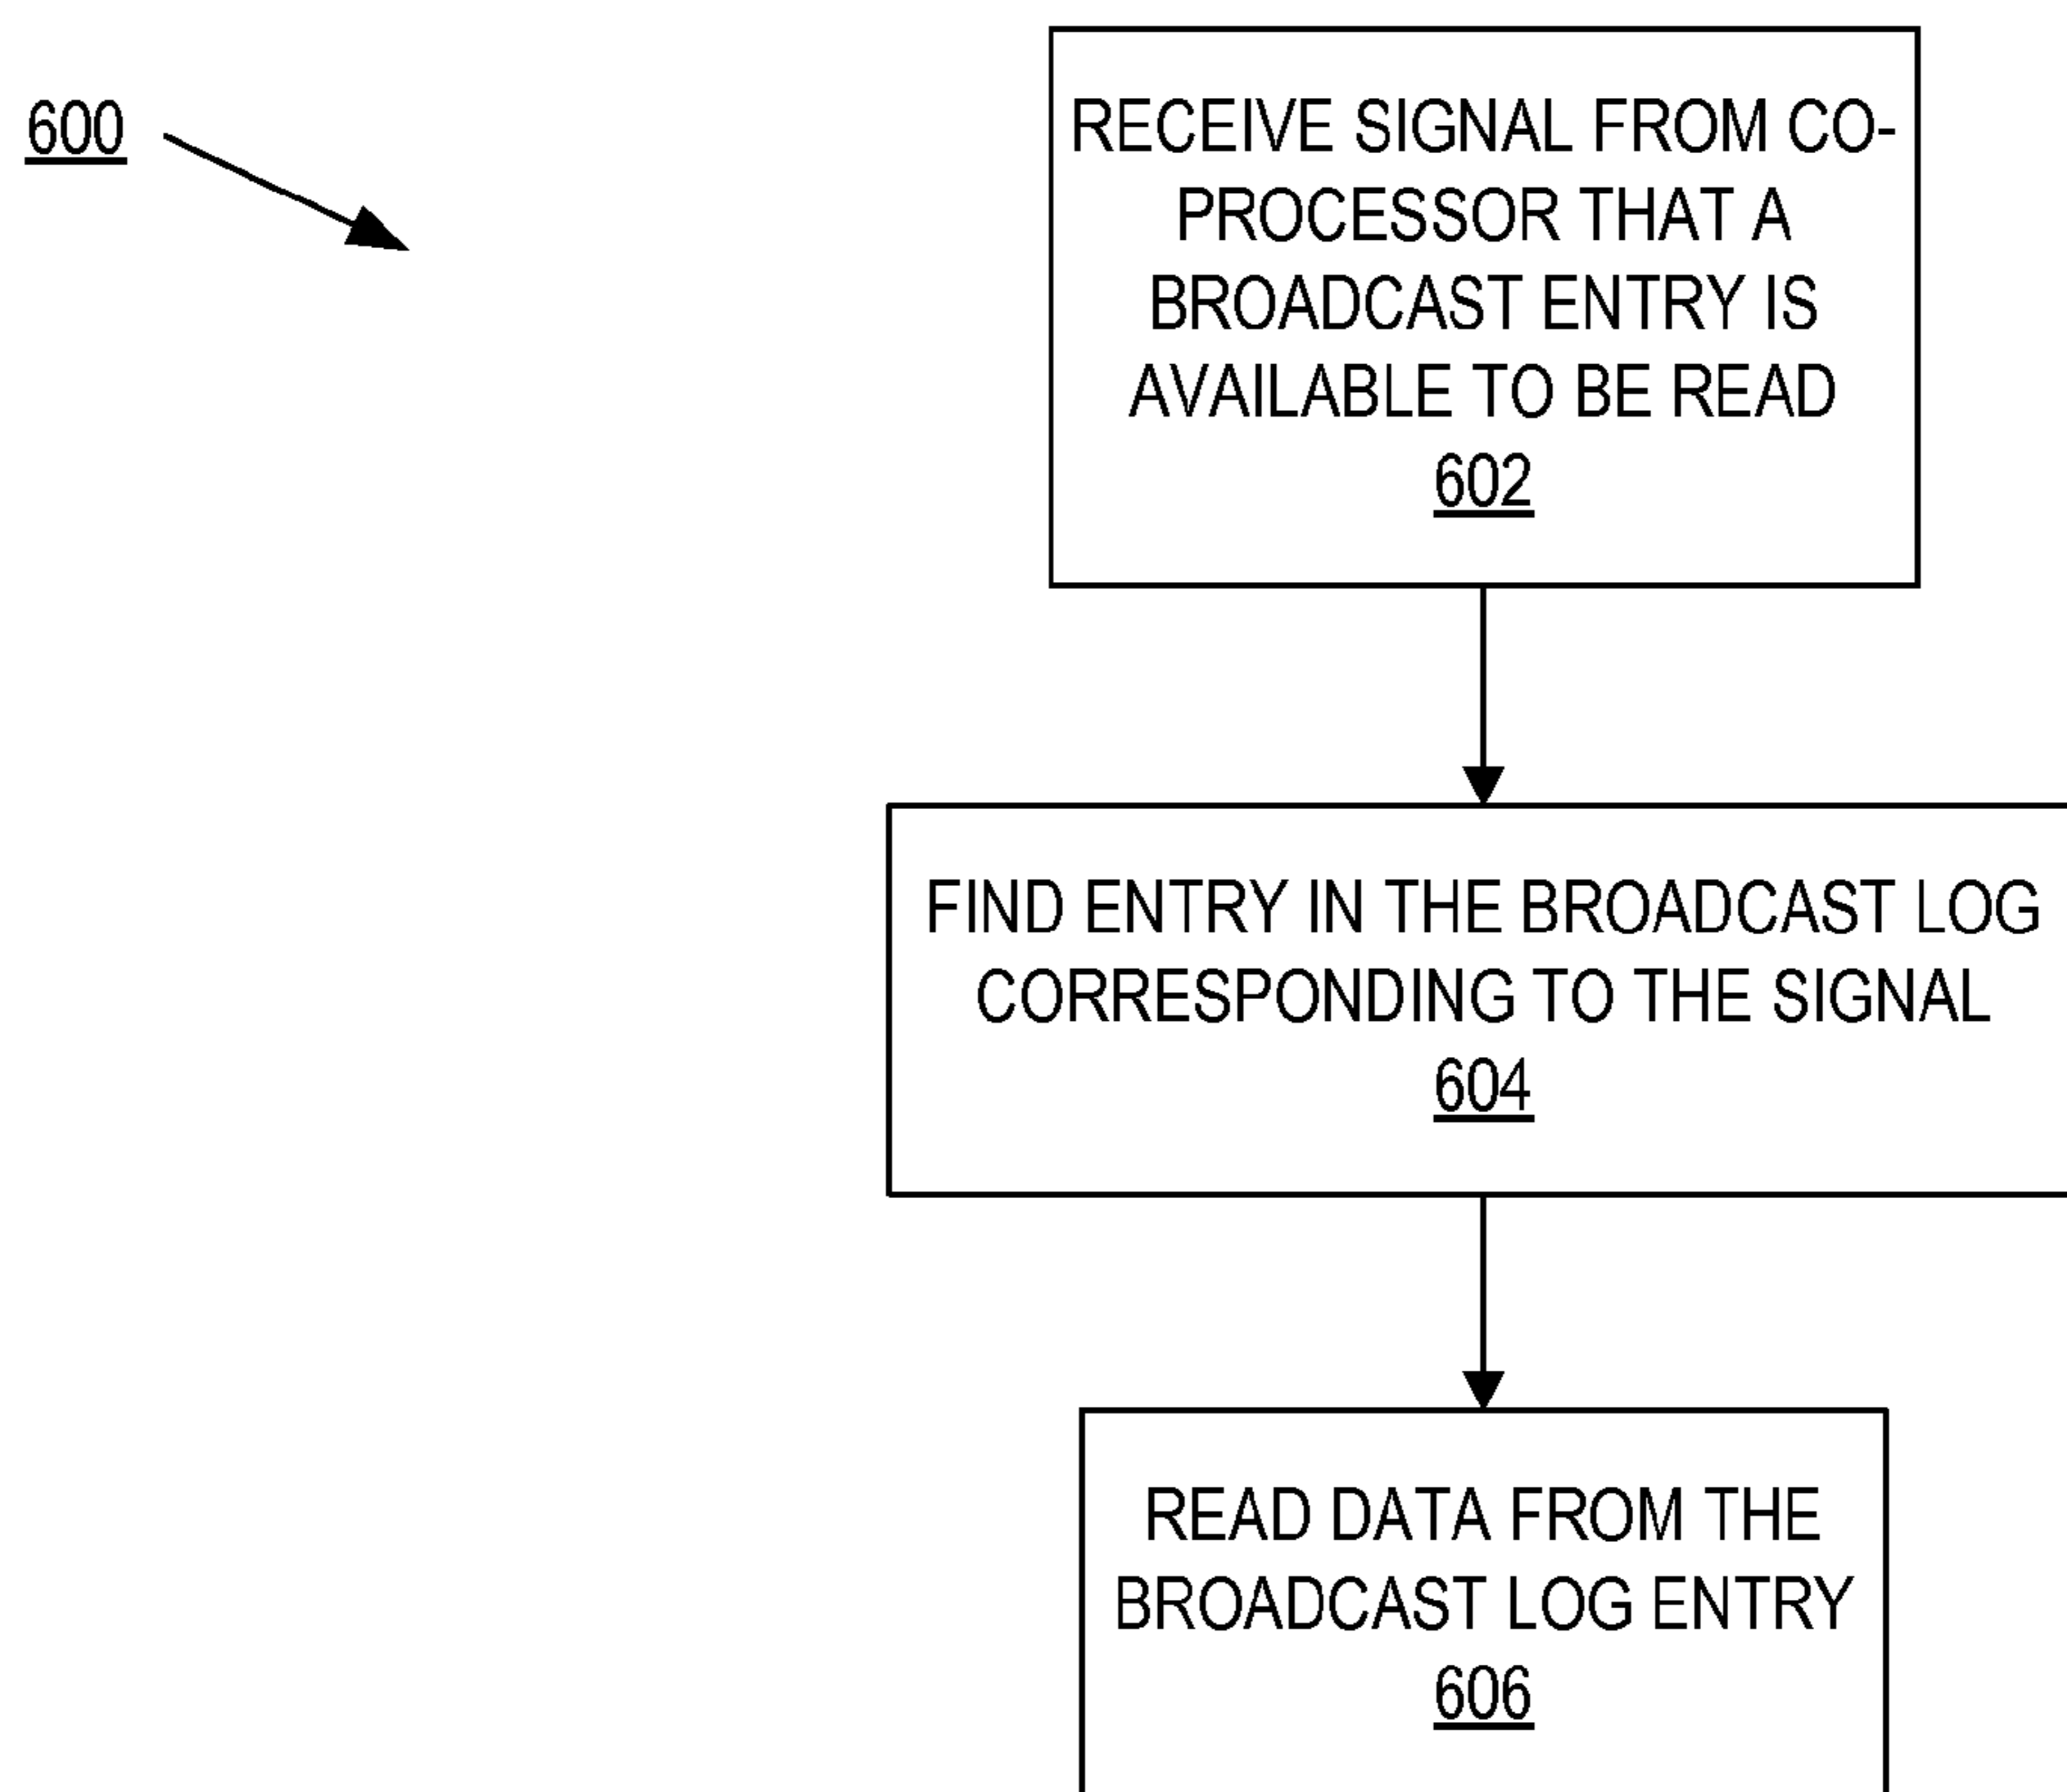 600
RECEIVE SIGNAL FROM CO-
PROCESSOR THAT A
BROADCAST ENTRY IS
AVAILABLE TO BE READ
602
FIND ENTRY IN THE BROADCAST LOG
CORRESPONDING TO THE SIGNAL
604
READ DATA FROM THE
BROADCAST LOG ENTRY
606